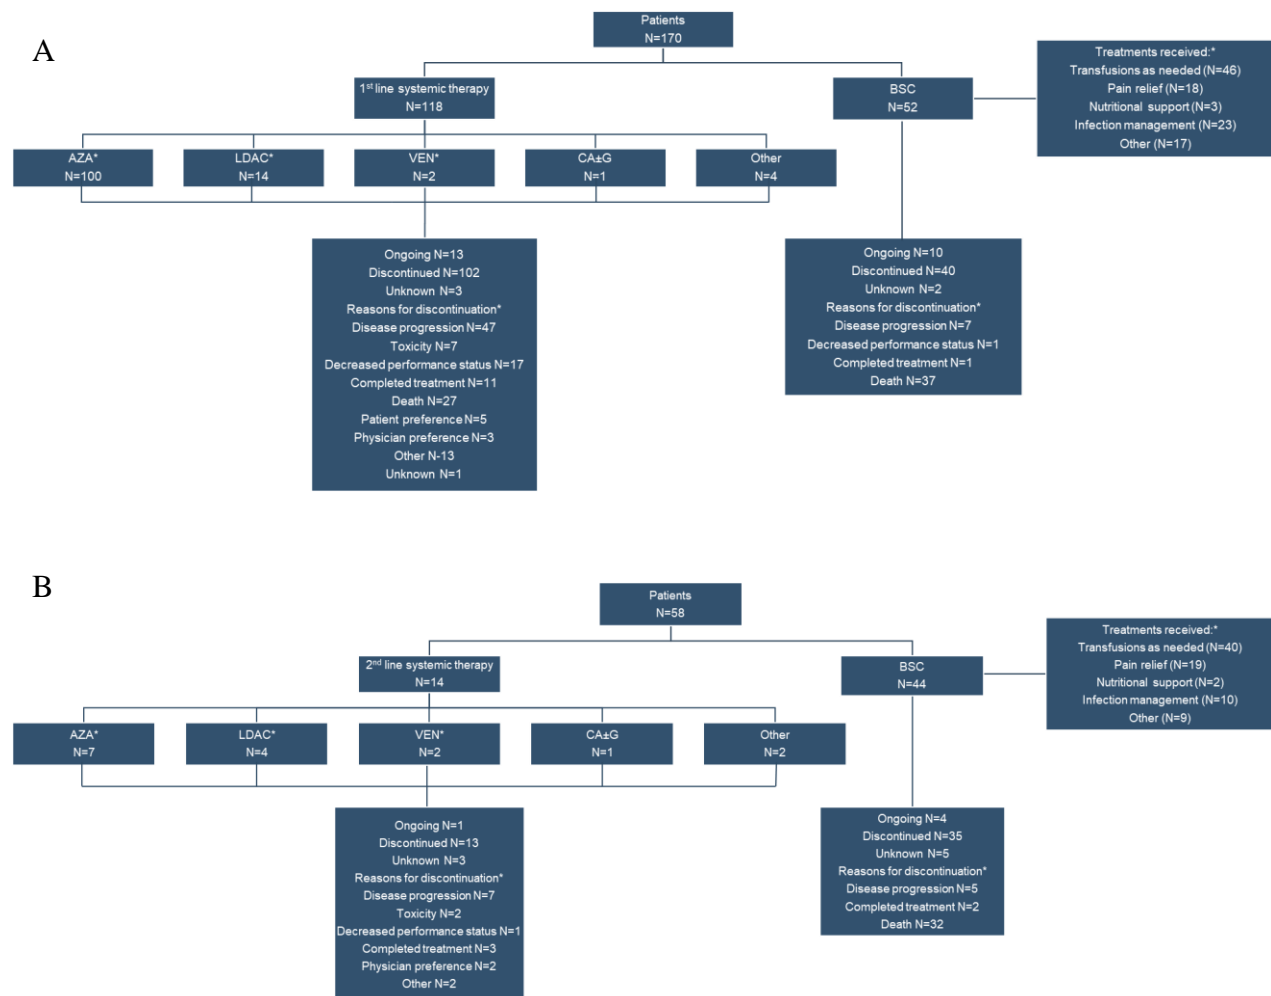 A
Patients
N=170
1st line systemic therapy
N=118
BSC
N=52
Treatments received:*
Transfusions as needed (N=46)
Pain relief (N=18)
Nutritional support (N=3)
Infection management (N=23)
Other (N=17)
AZA*
N=100
LDAC*
N=14
VEN*
N=2
CA±G
N=1
Other
N=4
Ongoing N=13
Discontinued N=102
Unknown N=3
Reasons for discontinuation*
Disease progression N=47
Toxicity N=7
Decreased performance status N=17
Completed treatment N=11
Death N=27
Patient preference N=5
Physician preference N=3
Other N-13
Unknown N=1
Ongoing N=10
Discontinued N=40
Unknown N=2
Reasons for discontinuation*
Disease progression N=7
Decreased performance status N=1
Completed treatment N=1
Death N=37
B
Patients
N=58
2nd line systemic therapy
N=14
BSC
N=44
Treatments received:*
Transfusions as needed (N=40)
Pain relief (N=19)
Nutritional support (N=2)
Infection management (N=10)
Other (N=9)
AZA*
N=7
LDAC*
N=4
VEN*
N=2
CA±G
N=1
Other
N=2
Ongoing N=1
Discontinued N=13
Unknown N=3
Reasons for discontinuation*
Disease progression N=7
Toxicity N=2
Decreased performance status N=1
Completed treatment N=3
Physician preference N=2
Other N=2
Ongoing N=4
Discontinued N=35
Unknown N=5
Reasons for discontinuation*
Disease progression N=5
Completed treatment N=2
Death N=32